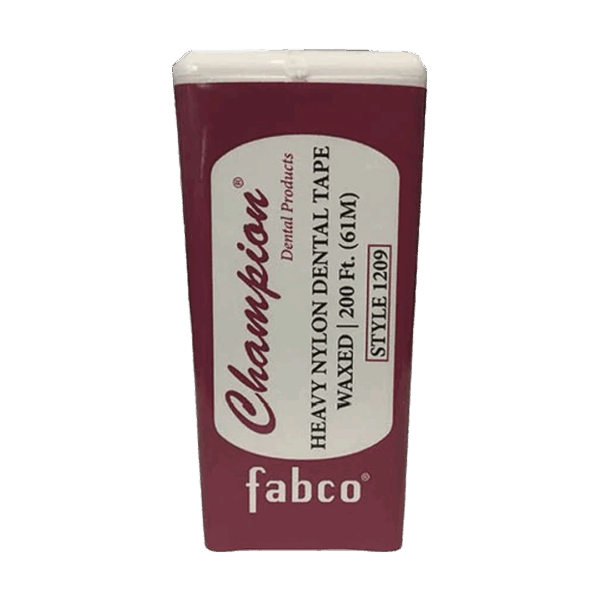 Champion®
Dental Products
HEAVY NYLON DENTAL TAPE
WAXED | 200 Ft. (61M)
STYLE 1209
fabco®